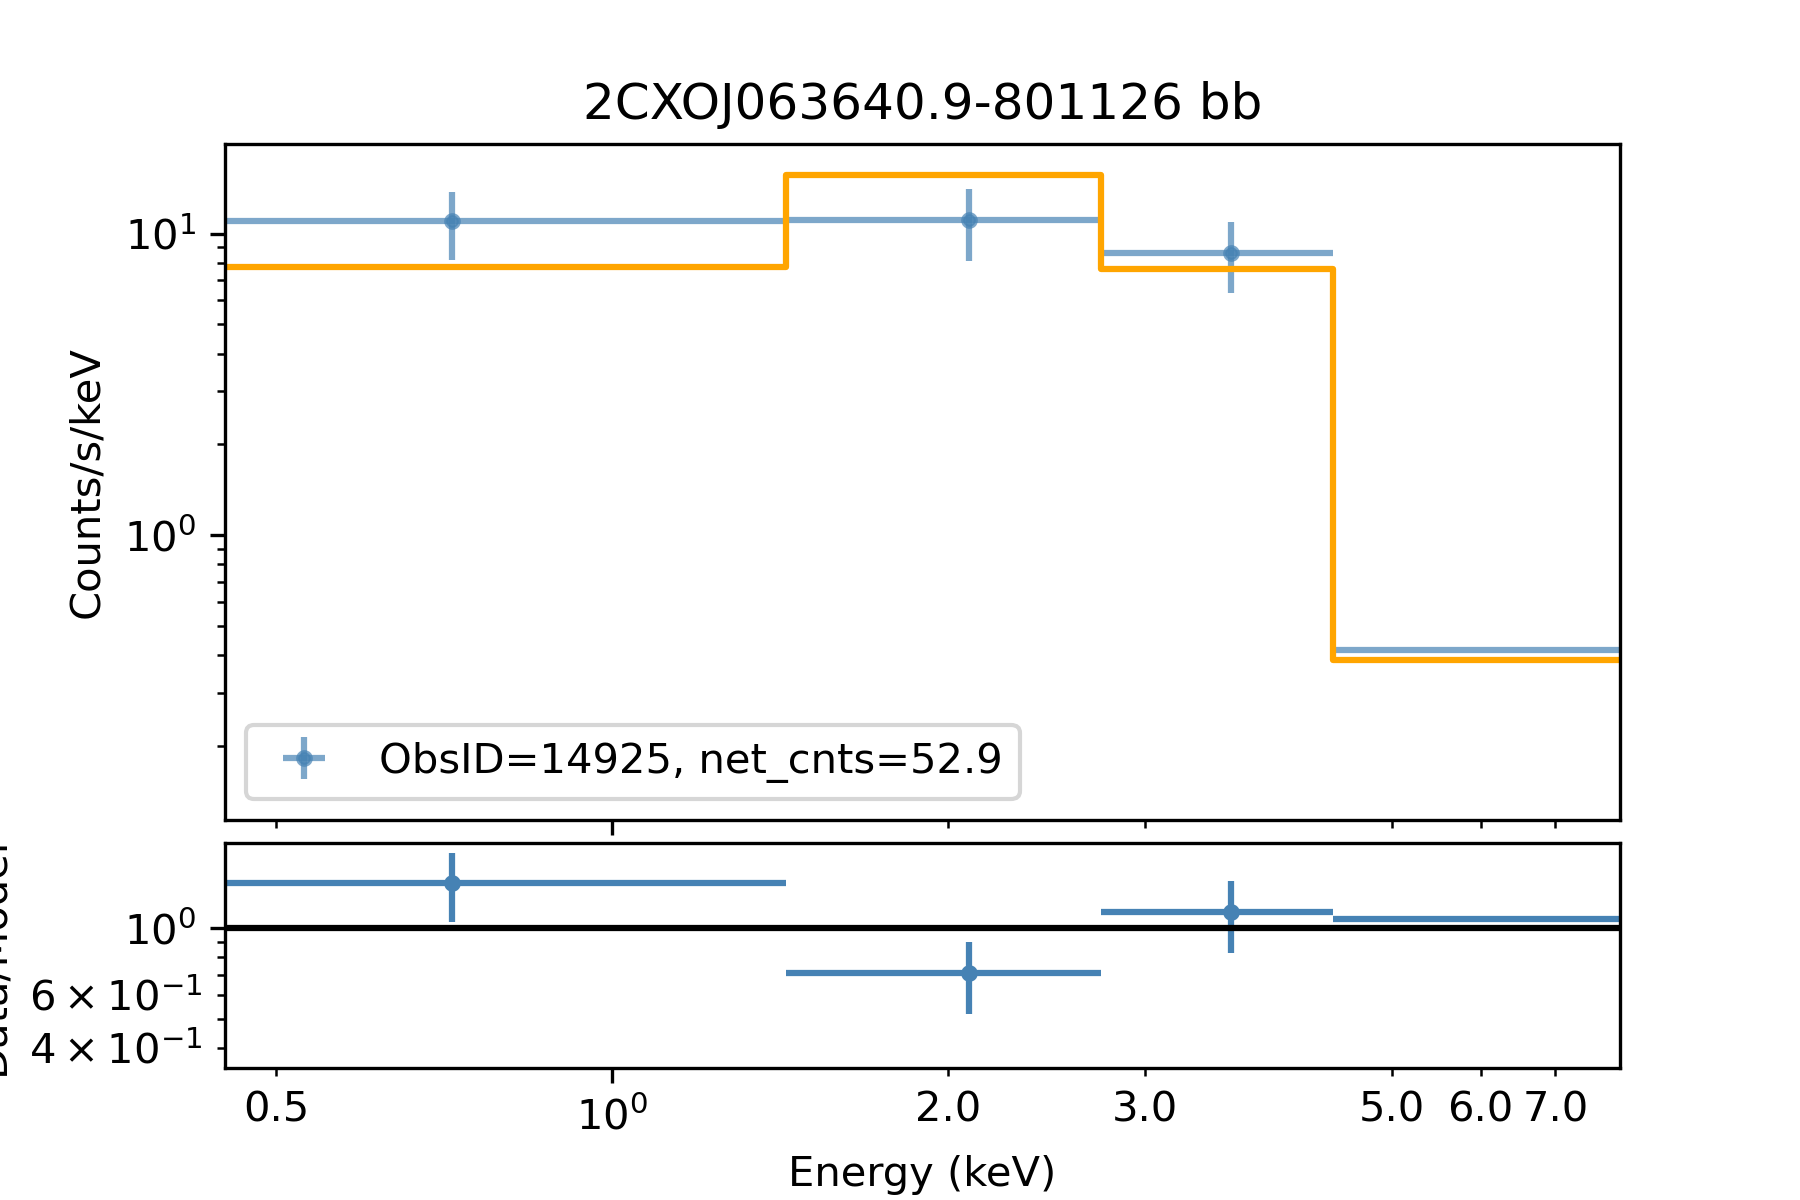 2CXOJ063640.9-801126 bb
Counts/s/keV
10¹
10⁰
ObsID=14925, net_cnts=52.9
10⁰
6×10⁻¹
4×10⁻¹
0.5 10⁰ 2.0 3.0 5.0 6.0 7.0
Energy (keV)